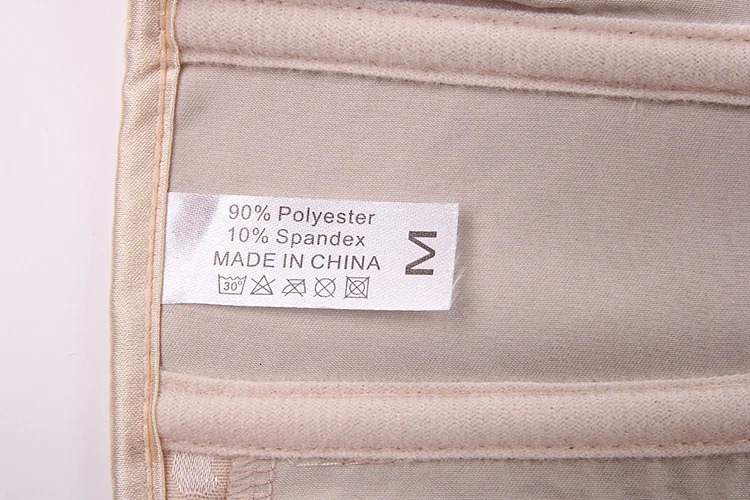 90% Polyester
10% Spandex
MADE IN CHINA
30°
M